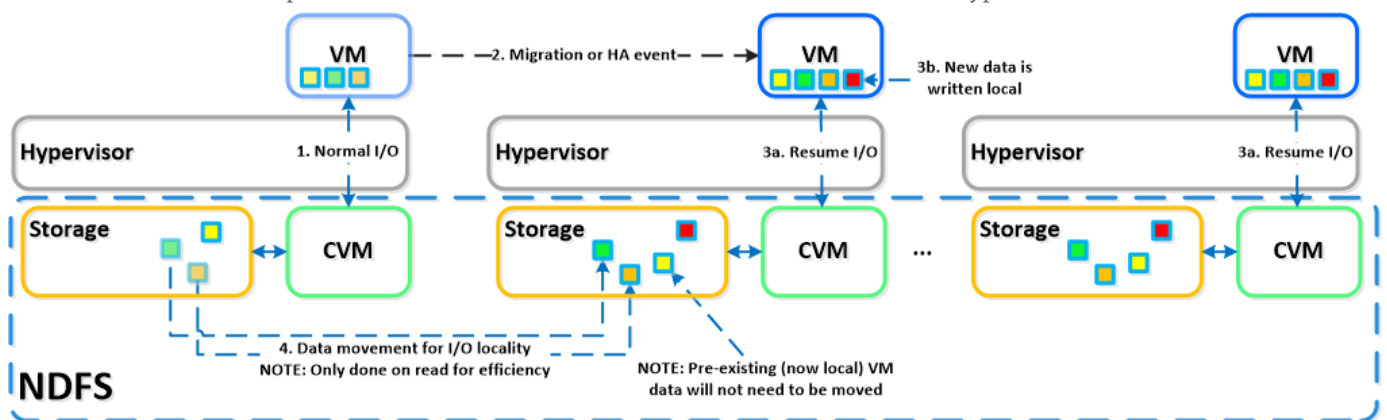 VM
2. Migration or HA event
VM
3b. New data is
written local
VM
Hypervisor
1. Normal I/O
Hypervisor
3a. Resume I/O
Hypervisor
3a. Resume I/O
Storage
CVM
Storage
CVM
...
Storage
CVM
4. Data movement for I/O locality
NOTE: Only done on read for efficiency
NOTE: Pre-existing (now local) VM
data will not need to be moved
NDFS